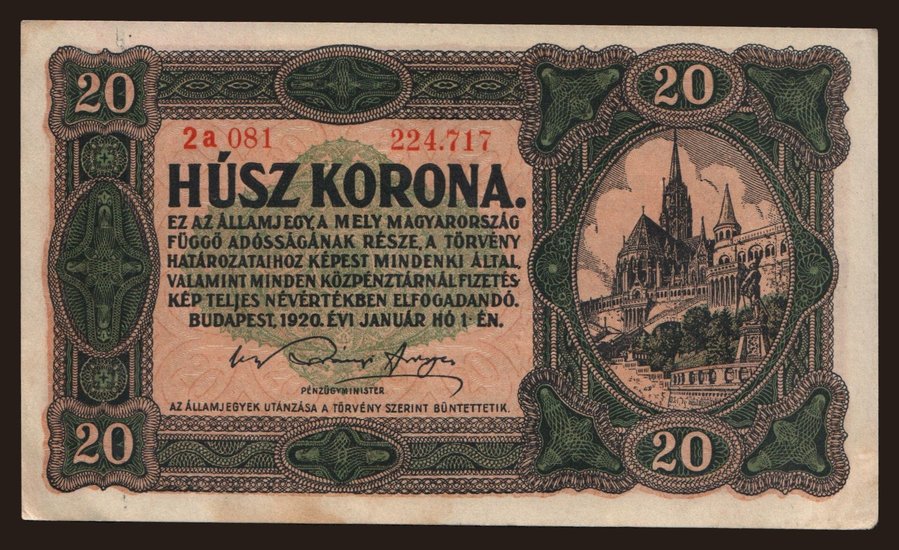 20
20
2a 081
224.717
HÚSZ KORONA.
EZ AZ ÁLLAMJEGY, A MELY MAGYARORSZÁG
FÜGGŐ ADÓSSÁGÁNAK RÉSZE, A TÖRVÉNY
HATÁROZATAIHOZ KÉPEST MINDENKI ÁLTAL,
VALAMINT MINDEN KÖZPÉNZTÁRNÁL FIZETÉS-
KÉP TELJES NÉVÉRTÉKBEN ELFOGADANDÓ.
BUDAPEST, 1920. ÉVI JANUÁR HÓ 1-ÉN.
PÉNZÜGYMINISTER
AZ ÁLLAMJEGYEK UTÁNZÁSA A TÖRVÉNY SZERINT BÜNTETTETIK.
20
20